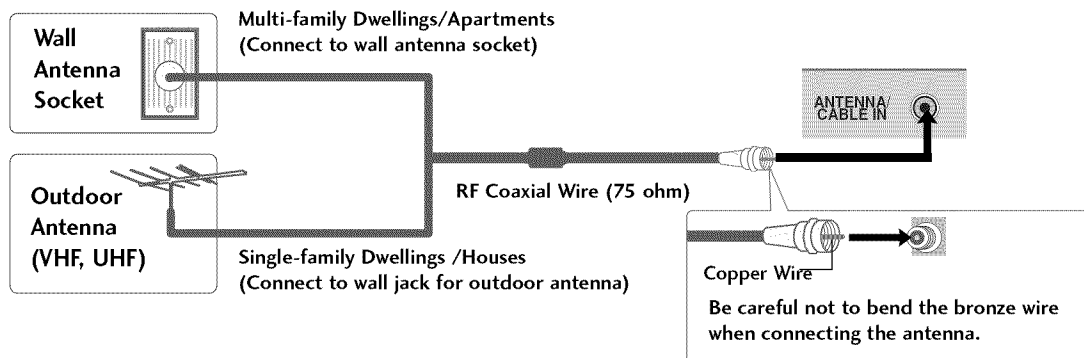 Wall
Antenna
Socket
Multi-family Dwellings/Apartments
(Connect to wall antenna socket)
ANTENNA/
CABLE IN
Outdoor
Antenna
(VHF, UHF)
RF Coaxial Wire (75 ohm)
Single-family Dwellings /Houses
(Connect to wall jack for outdoor antenna)
Copper Wire
Be careful not to bend the bronze wire
when connecting the antenna.